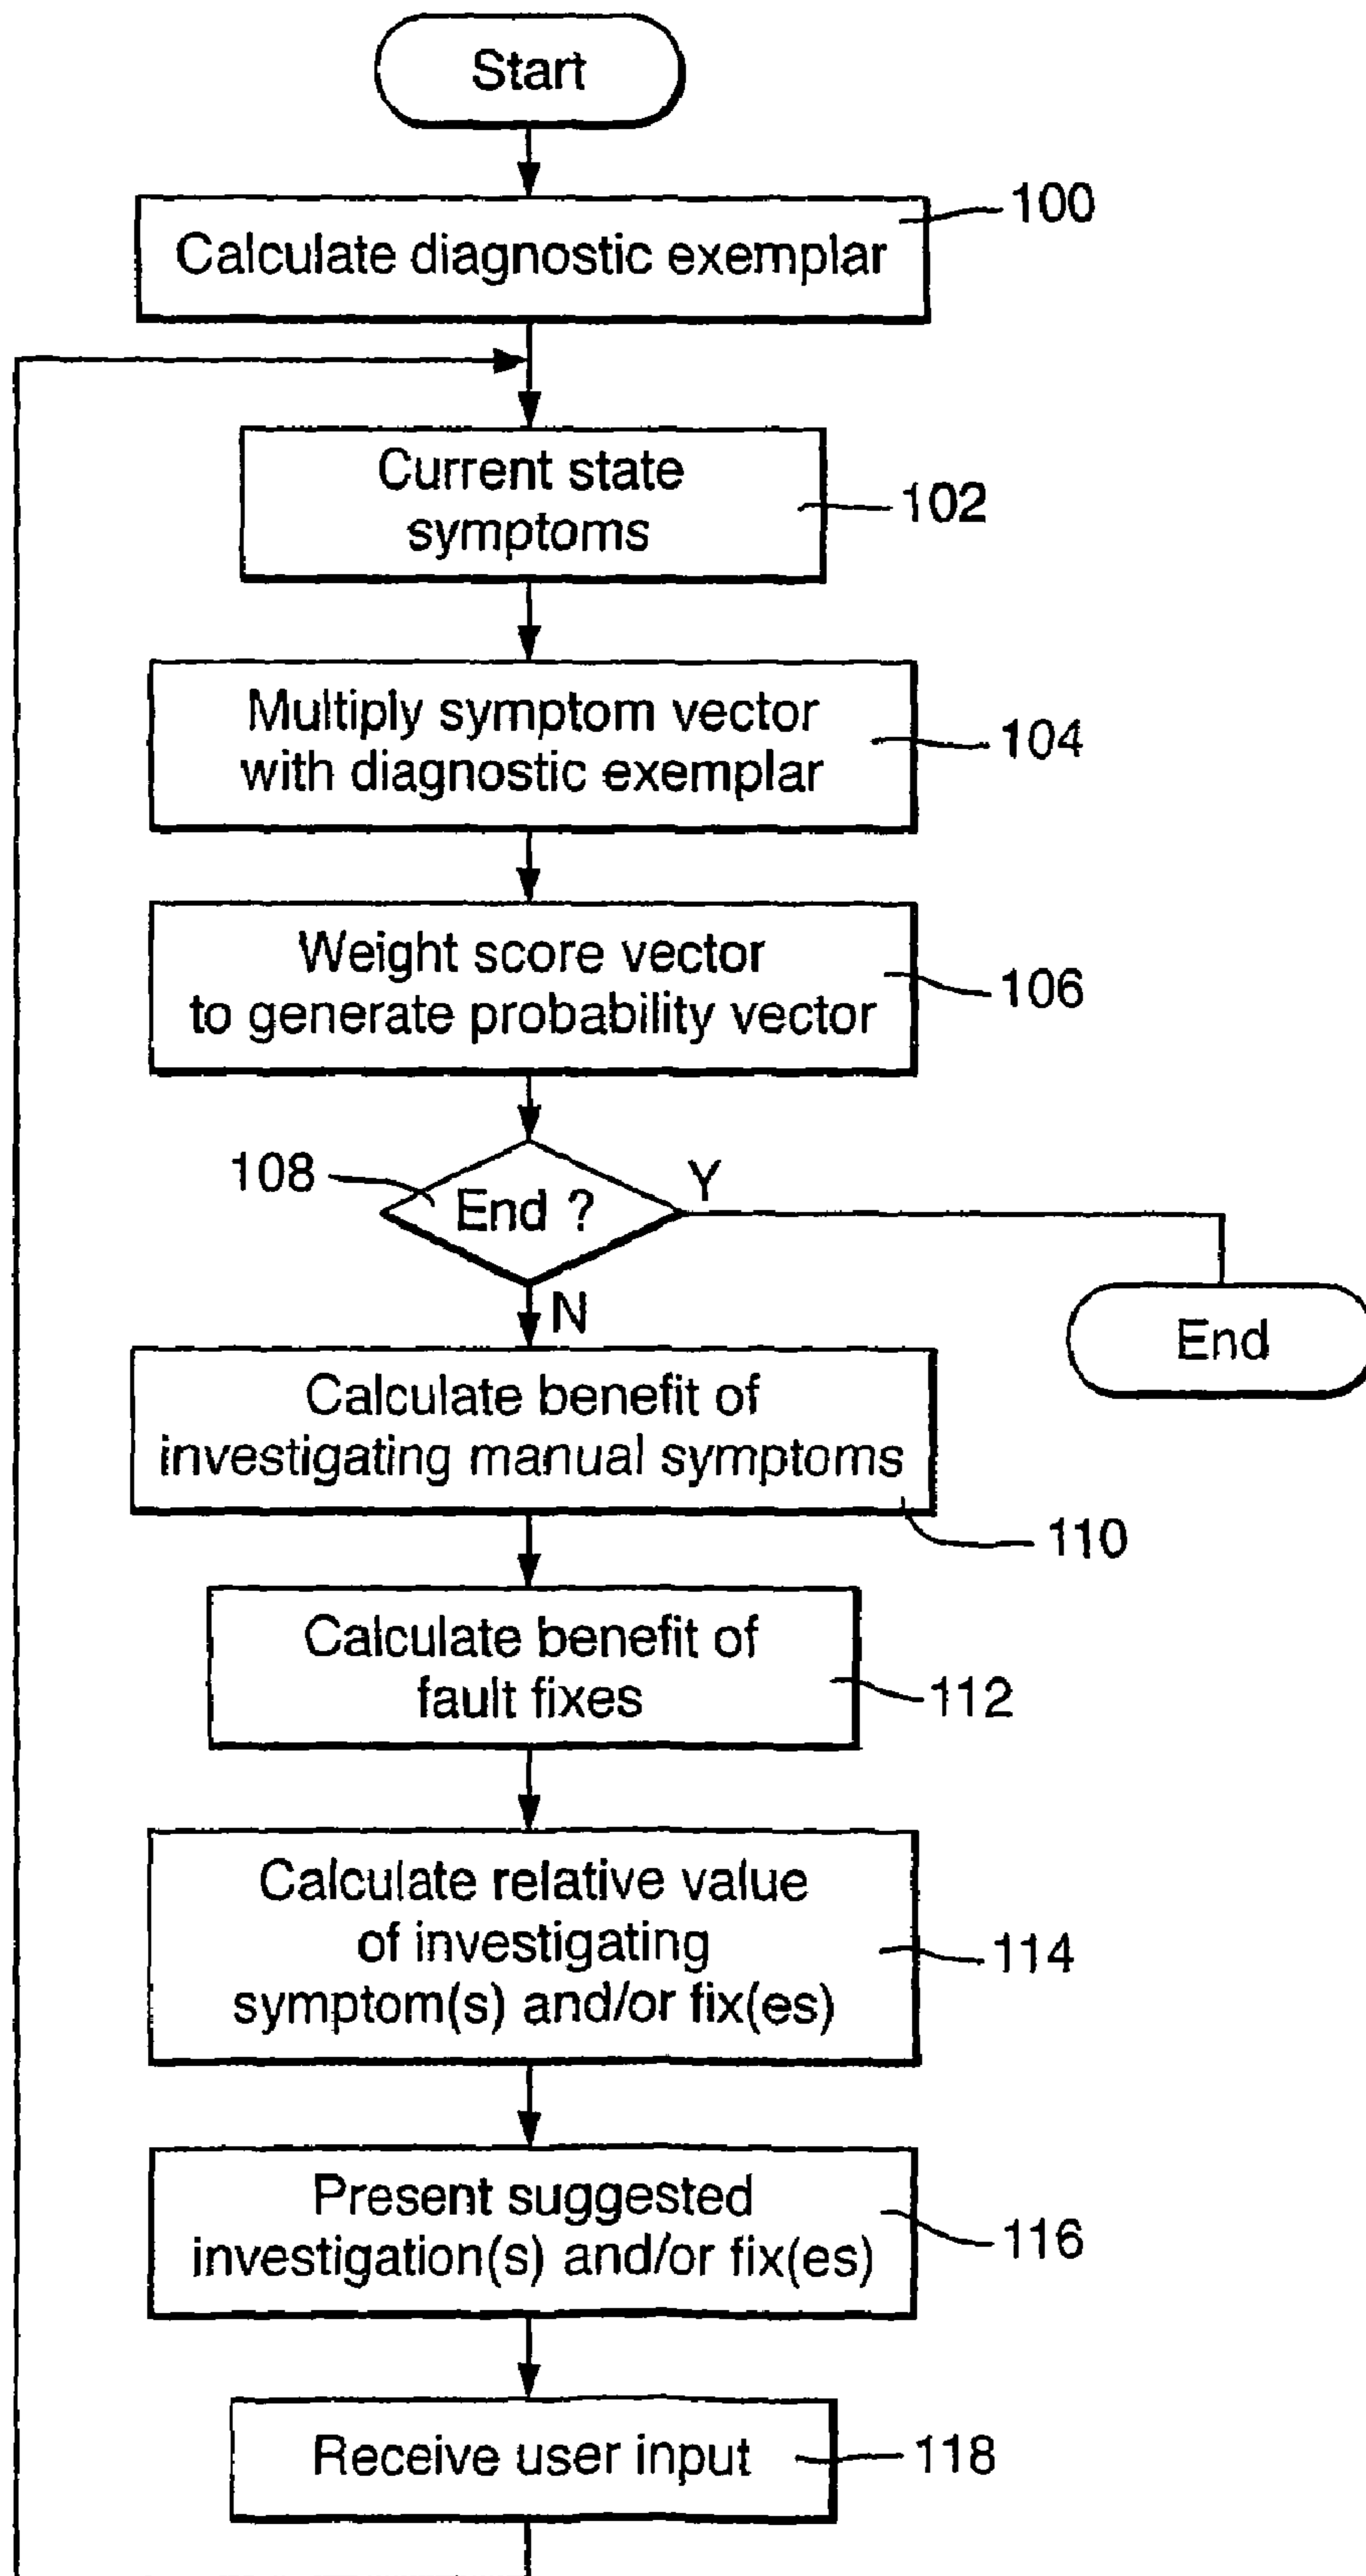 Start
Calculate diagnostic exemplar
100
Current state
symptoms
102
Multiply symptom vector
with diagnostic exemplar
104
Weight score vector
to generate probability vector
106
108
End ?
Y
N
End
Calculate benefit of
investigating manual symptoms
110
Calculate benefit of
fault fixes
112
Calculate relative value
of investigating
symptom(s) and/or fix(es)
114
Present suggested
investigation(s) and/or fix(es)
116
Receive user input
118